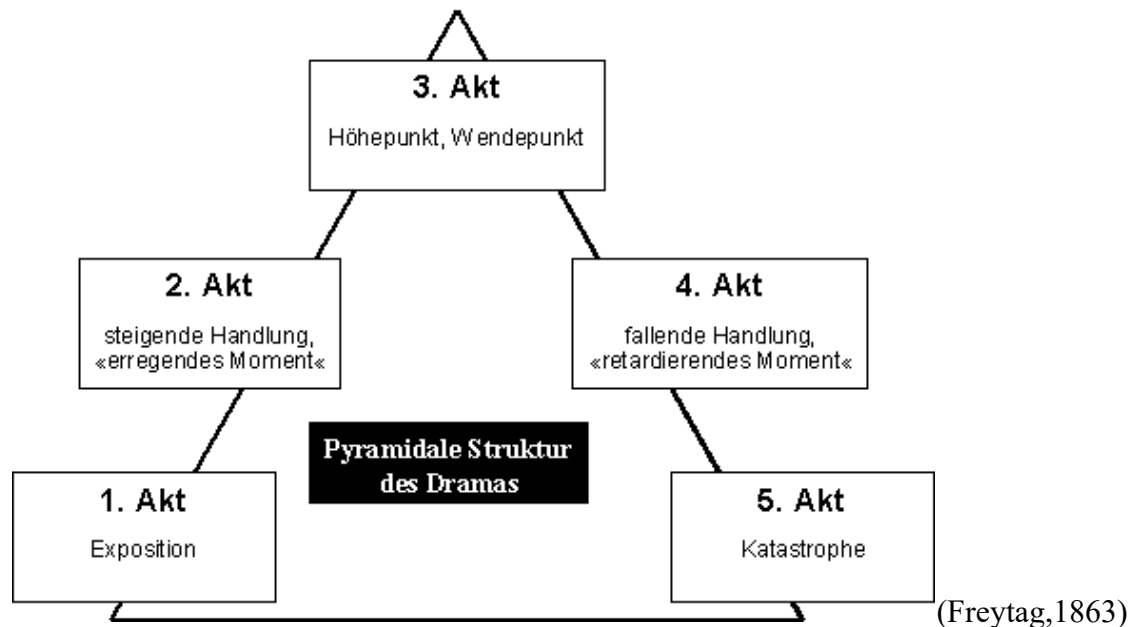 3. Akt
Höhepunkt, Wendepunkt
2. Akt
steigende Handlung,
«erregendes Moment«
4. Akt
fallende Handlung,
«retardierendes Moment«
Pyramidale Struktur
des Dramas
1. Akt
Exposition
5. Akt
Katastrophe
(Freytag,1863)